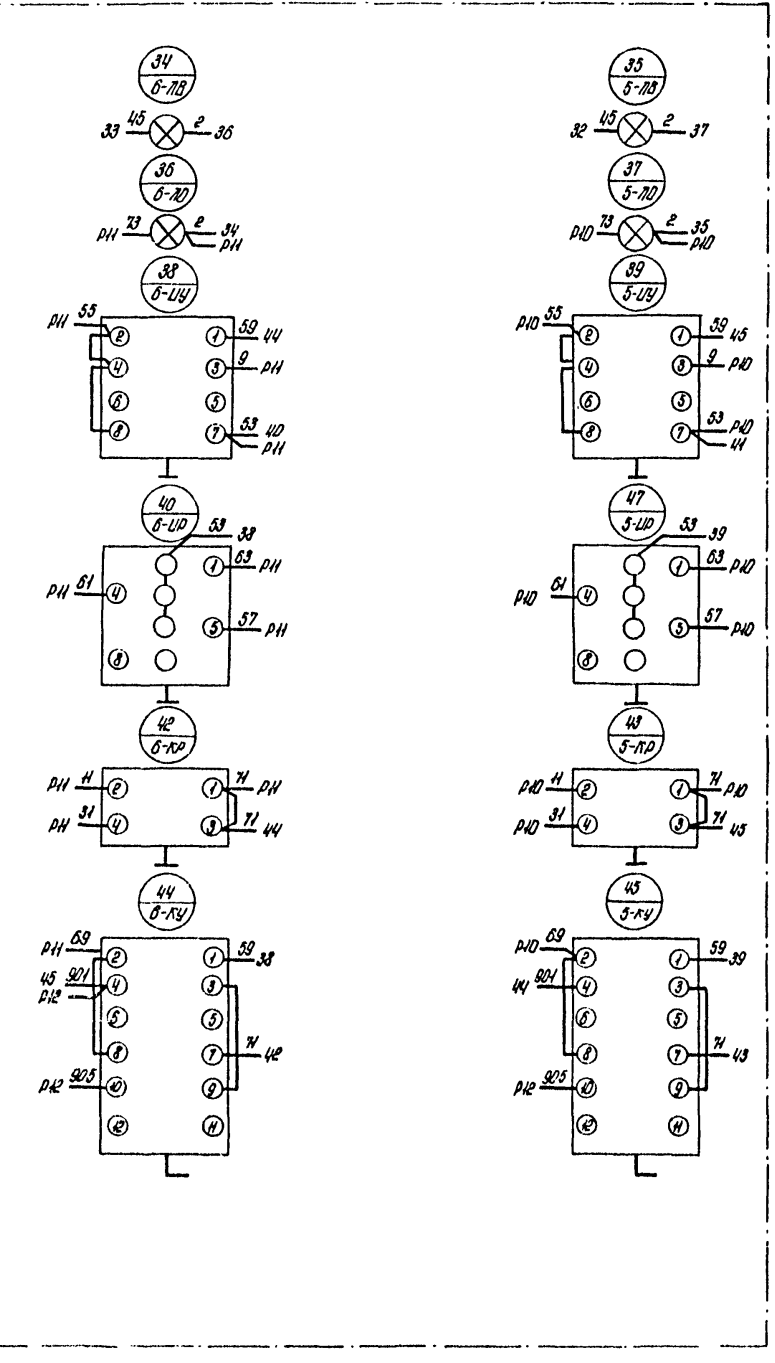 34
6-ЛВ
33 45 2 36
36
6-ЛО
Р11 73 2 34
Р11
38
6-ИУ
Р11 55 2 1 59 44
4 3 9 Р11
6 5
8 7 53 40
Р11
40
6-ИР
53 38
1 63 Р11
Р11 61 4
5 57 Р11
8
42
6-КР
Р11 11 2 1 71 Р11
Р11 31 4 3 71 44
44
6-КУ
Р11 69 2 1 59 38
45 901 4 3
Р12
6 5
8 7 71 42
Р12 905 10 9
12 11
35
5-ЛВ
32 45 2 37
37
5-ЛО
Р10 73 2 35
Р10
39
5-ИУ
Р10 55 2 1 59 45
4 3 9 Р10
6 5
8 7 53 Р10
41
47
5-ИР
53 39
1 63 Р10
Р10 61 4
5 57 Р10
8
43
5-КР
Р10 11 2 1 71 Р10
Р10 31 4 3 71 45
45
5-КУ
Р10 69 2 1 59 39
44 901 4 3
6 5
8 7 71 43
Р12 905 10 9
12 11